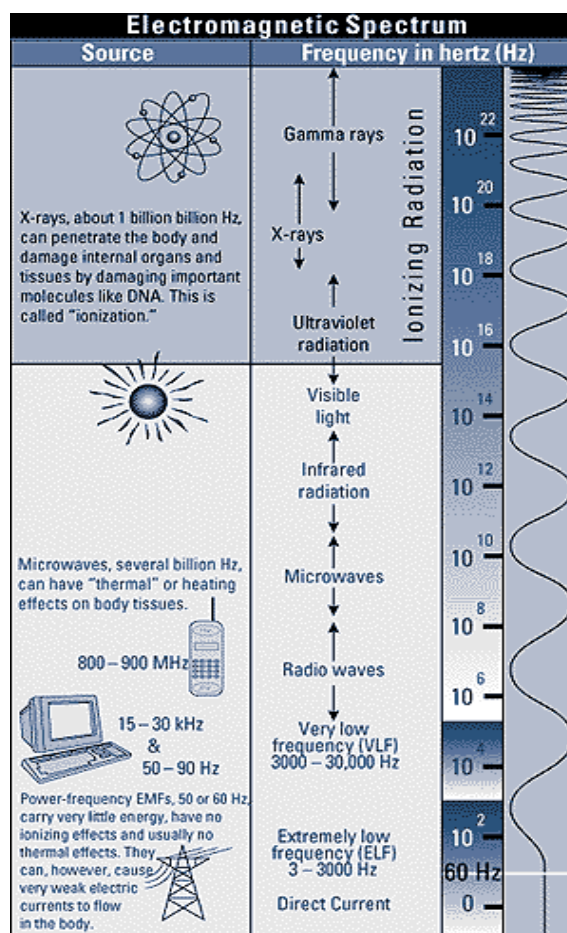 Electromagnetic Spectrum
Source
Frequency in hertz (Hz)
X-rays, about 1 billion billion Hz,
can penetrate the body and
damage internal organs and
tissues by damaging important
molecules like DNA. This is
called "ionization."
Gamma rays
X-rays
Ultraviolet
radiation
Ionizing Radiation
10 22
10 20
10 18
10 16
Visible
light
Infrared
radiation
10 14
10 12
Microwaves, several billion Hz,
can have "thermal" or heating
effects on body tissues.
800 – 900 MHz
Microwaves
Radio waves
10 10
10 8
10 6
15 – 30 kHz
&
50 – 90 Hz
Very low
frequency (VLF)
3000 – 30,000 Hz
10 4
Power-frequency EMFs, 50 or 60 Hz,
carry very little energy, have no
ionizing effects and usually no
thermal effects. They
can, however, cause
very weak electric
currents to flow
in the body.
Extremely low
frequency (ELF)
3 – 3000 Hz
Direct Current
10 2
60 Hz
0